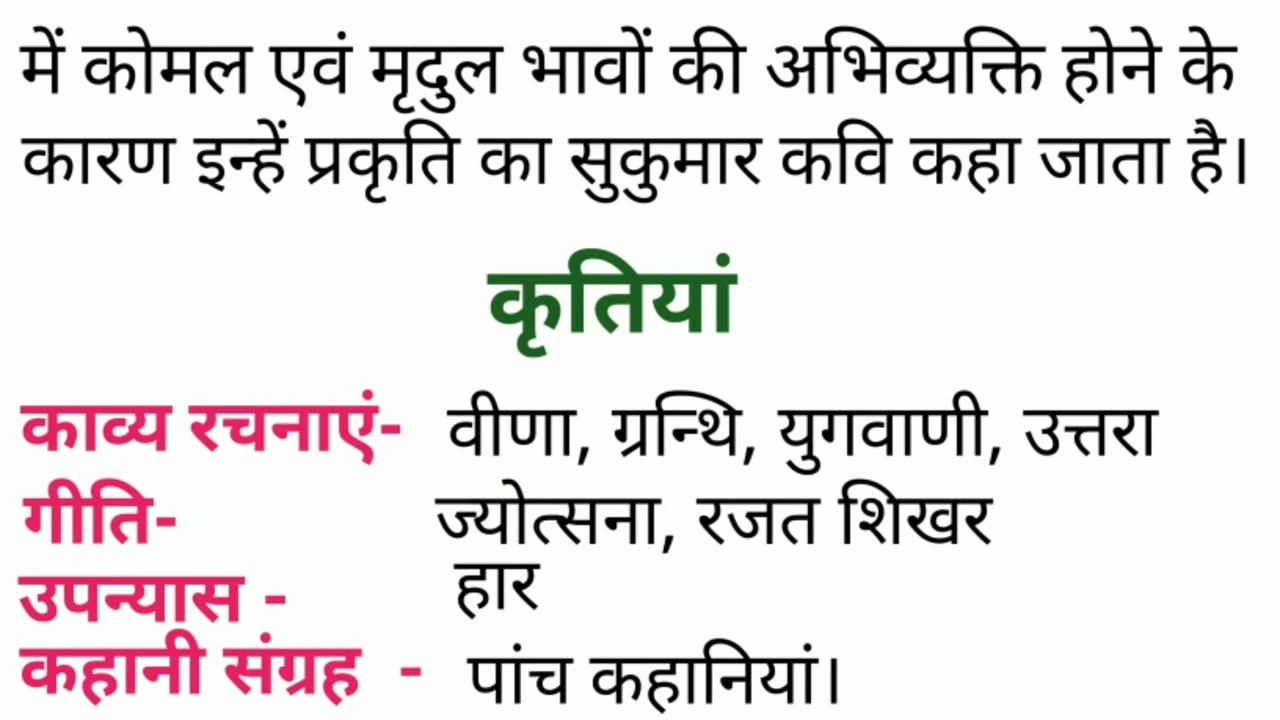 में कोमल एवं मृदुल भावों की अभिव्यक्ति होने के
कारण इन्हें प्रकृति का सुकुमार कवि कहा जाता है।
कृतियां
काव्य रचनाएं- वीणा, ग्रन्थि, युगवाणी, उत्तरा
गीति- ज्योत्सना, रजत शिखर
उपन्यास - हार
कहानी संग्रह - पांच कहानियां।